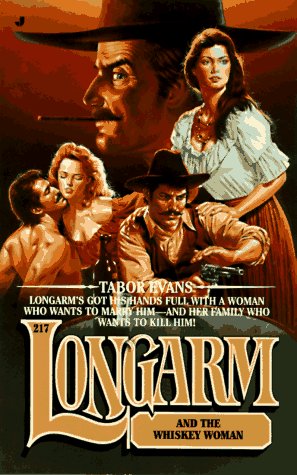 J
TABOR EVANS
LONGARM'S GOT HIS HANDS FULL WITH A WOMAN
WHO WANTS TO MARRY HIM—AND HER FAMILY WHO
WANTS TO KILL HIM!
217
LONGARM
AND THE
WHISKEY WOMAN